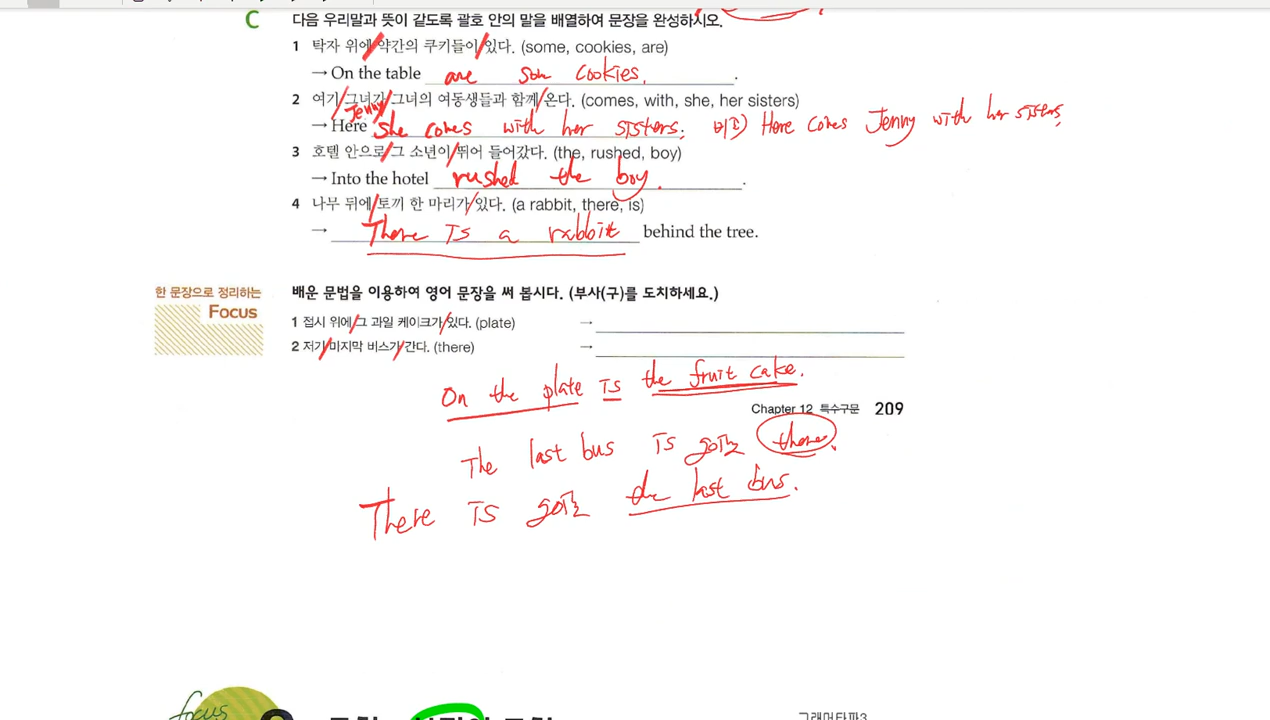 C 다음 우리말과 뜻이 같도록 괄호 안의 말을 배열하여 문장을 완성하시오.
1 탁자 위에 약간의 쿠키들이 있다. (some, cookies, are)
→ On the table are som cookies.
2 여기 그녀가 그녀의 여동생들과 함께 온다. (comes, with, she, her sisters)
Jenny
→ Here she comes with her sisters. 비교) Here comes Jenny with her sisters.
3 호텔 안으로 그 소년이 뛰어 들어갔다. (the, rushed, boy)
→ Into the hotel rushed the boy.
4 나무 뒤에 토끼 한 마리가 있다. (a rabbit, there, is)
→ There is a rabbit behind the tree.
한 문장으로 정리하는 배운 문법을 이용하여 영어 문장을 써 봅시다. (부사(구)를 도치하세요.)
Focus
1 접시 위에 그 과일 케이크가 있다. (plate) →
2 저기 마지막 버스가 간다. (there) →
On the plate is the fruit cake.
Chapter 12 특수구문 209
The last bus is going there.
There is going the last bus.
focus
그래머타파3